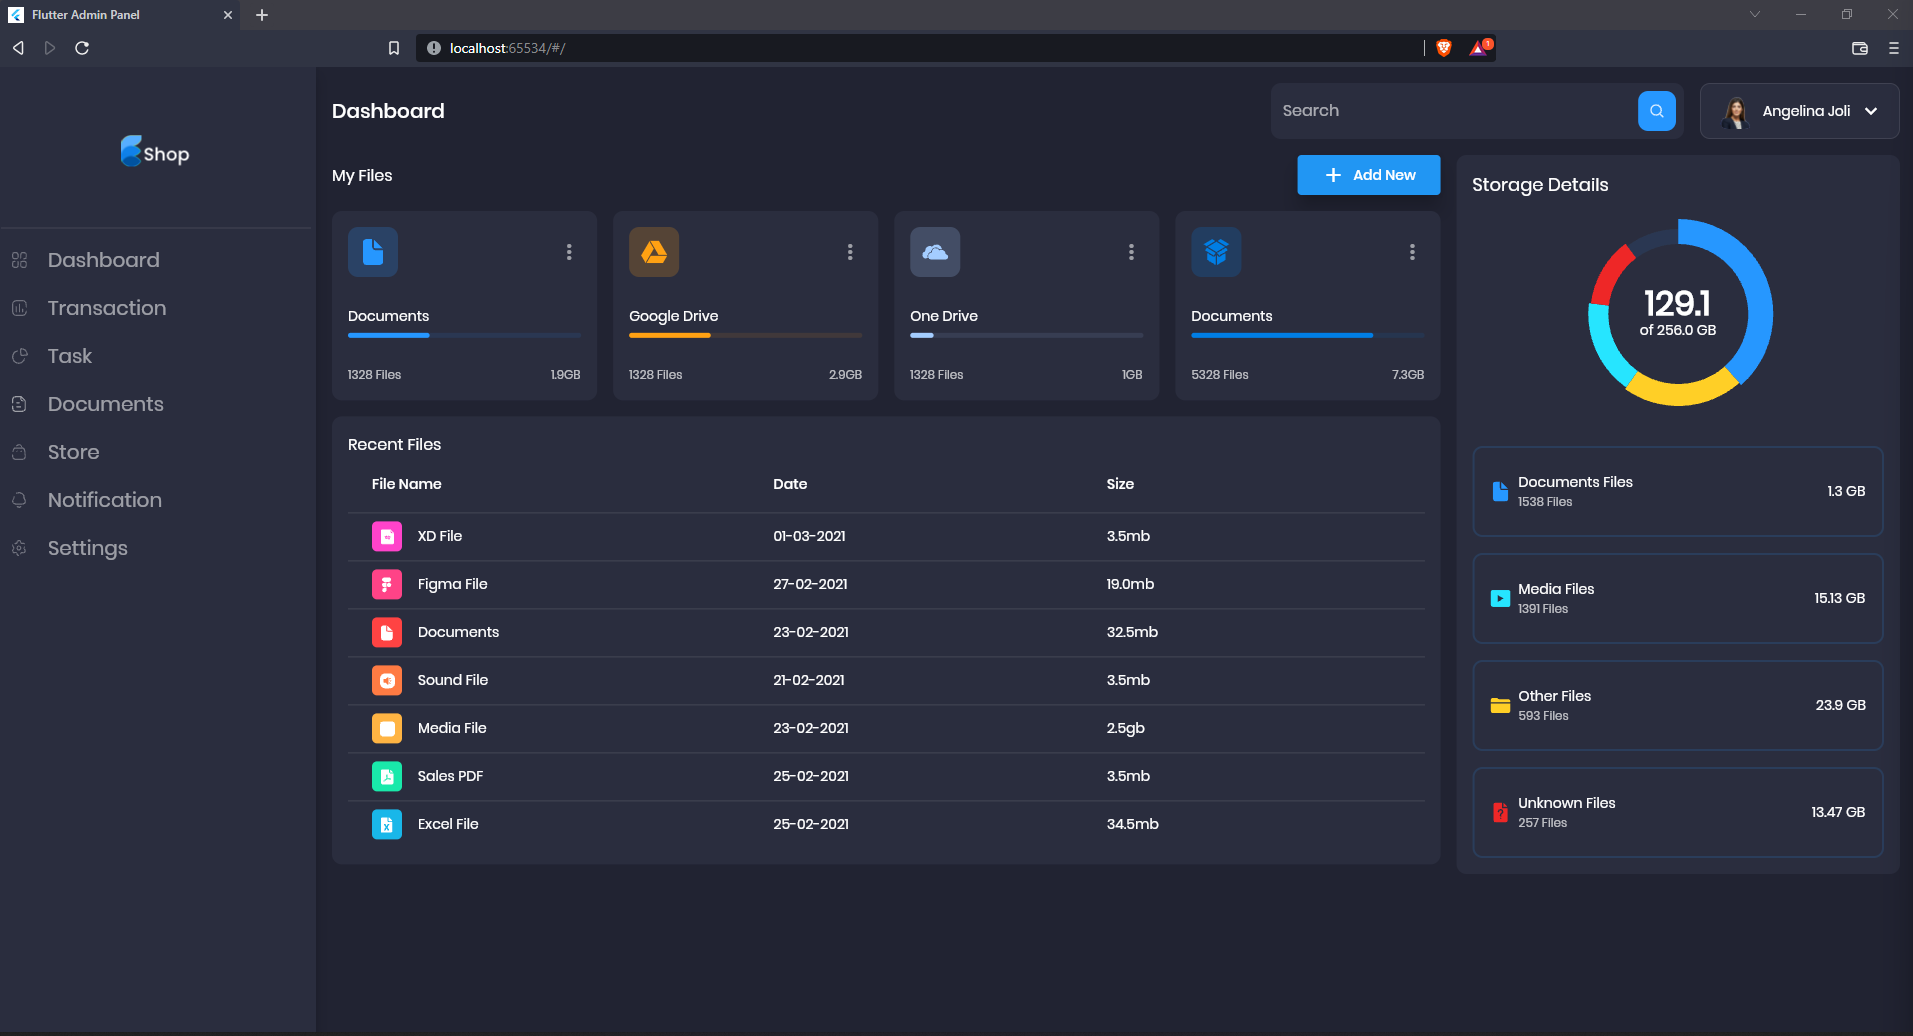 Flutter Admin Panel
localhost:65534/#/
1
Shop
Dashboard
Transaction
Task
Documents
Store
Notification
Settings
Dashboard
Search
Angelina Joli
My Files
Add New
Documents
1328 Files 1.9GB
Google Drive
1328 Files 2.9GB
One Drive
1328 Files 1GB
Documents
5328 Files 7.3GB
Recent Files
File Name Date Size
XD File 01-03-2021 3.5mb
Figma File 27-02-2021 19.0mb
Documents 23-02-2021 32.5mb
Sound File 21-02-2021 3.5mb
Media File 23-02-2021 2.5gb
Sales PDF 25-02-2021 3.5mb
Excel File 25-02-2021 34.5mb
Storage Details
129.1
of 256.0 GB
Documents Files
1538 Files
1.3 GB
Media Files
1391 Files
15.13 GB
Other Files
593 Files
23.9 GB
Unknown Files
257 Files
13.47 GB